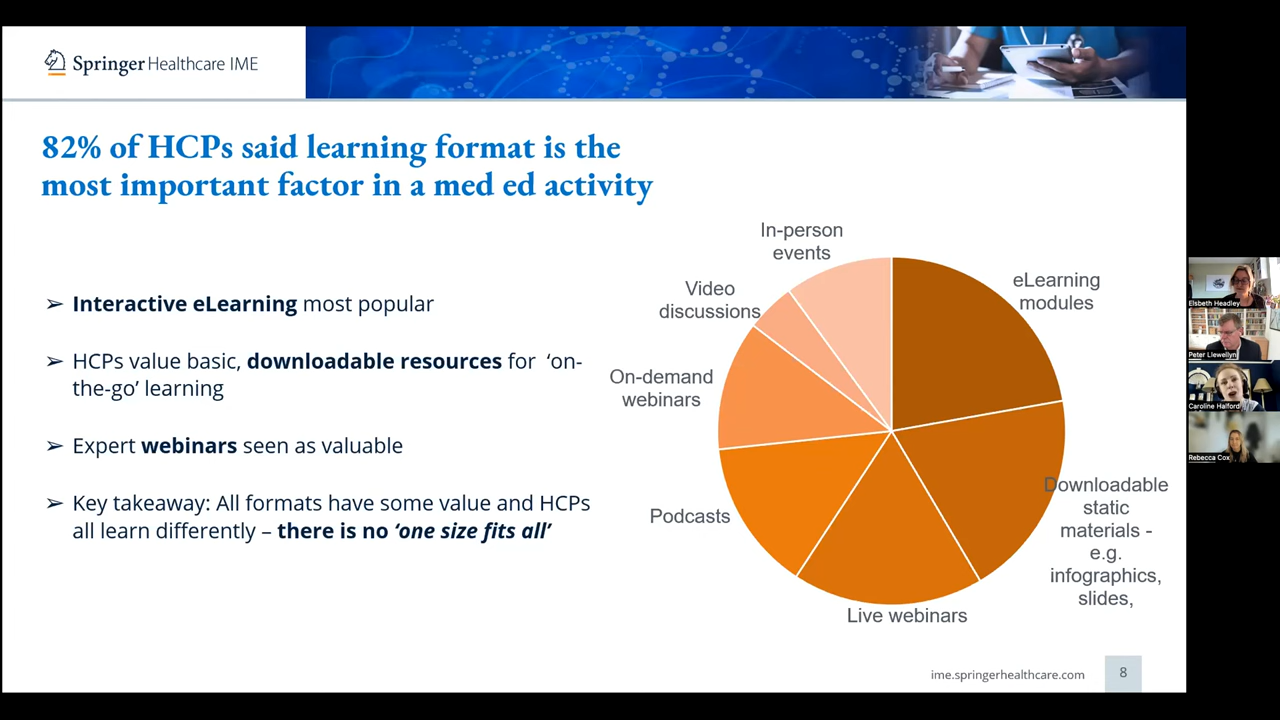 Springer Healthcare IME
82% of HCPs said learning format is the
most important factor in a med ed activity
➢ Interactive eLearning most popular
➢ HCPs value basic, downloadable resources for ‘on-
the-go’ learning
➢ Expert webinars seen as valuable
➢ Key takeaway: All formats have some value and HCPs
all learn differently – there is no ‘one size fits all’
In-person
events
eLearning
modules
Video
discussions
On-demand
webinars
Downloadable
static
materials -
e.g.
infographics,
slides,
Podcasts
Live webinars
ime.springerhealthcare.com
8
Elsbeth Headley
Peter Llewellyn
Caroline Halford
Rebecca Cox